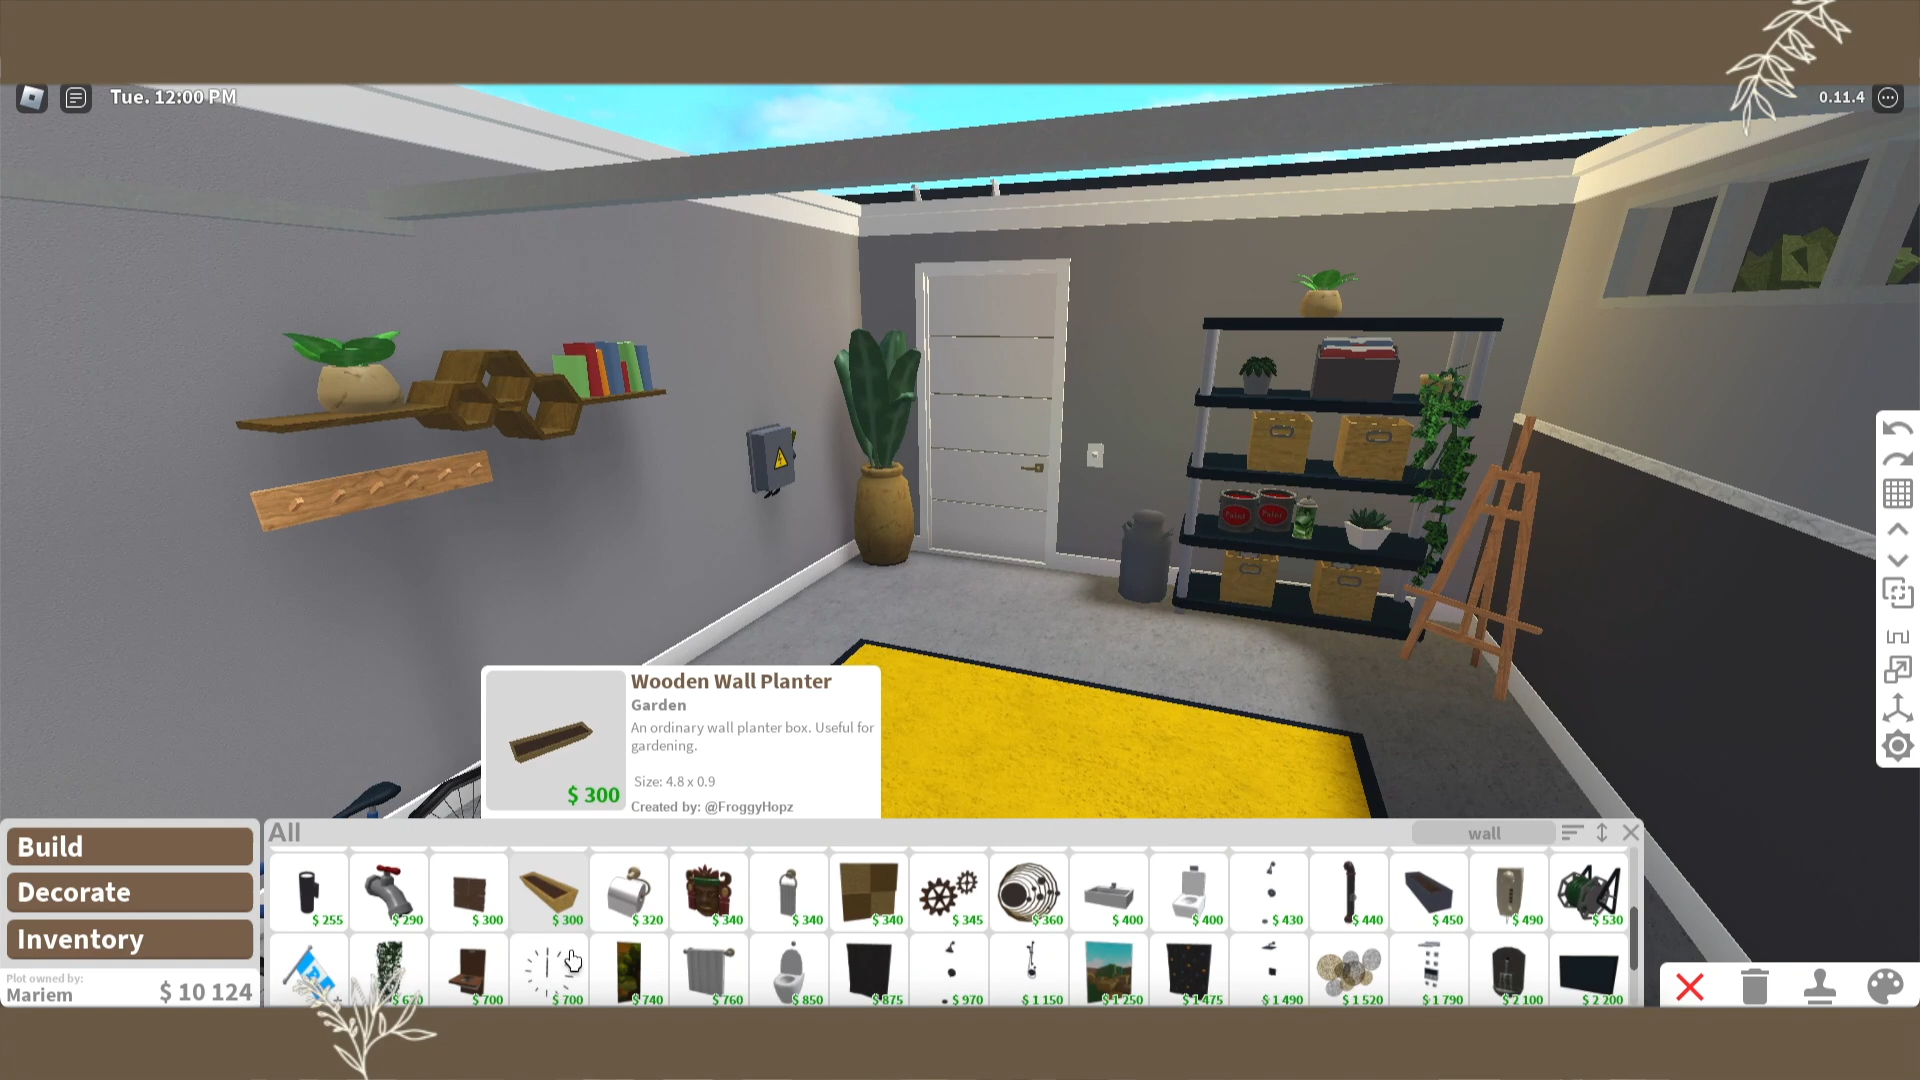 Tue. 12:00 PM
0.11.4
Paint
Paint
Wooden Wall Planter
Garden
An ordinary wall planter box. Useful for
gardening.
Size: 4.8 x 0.9
$ 300
Created by: @FroggyHopz
All
wall
Build
Decorate
Inventory
Plot owned by:
Mariem
$ 10 124
$ 255
$ 290
$ 300
$ 300
$ 320
$ 340
$ 340
$ 340
$ 345
$ 360
$ 400
$ 400
$ 430
$ 440
$ 450
$ 490
$ 530
$ 700
$ 700
$ 740
$ 760
$ 850
$ 875
$ 970
$ 1 150
$ 1 250
$ 1 475
$ 1 490
$ 1 520
$ 1 790
$ 2 100
$ 2 200